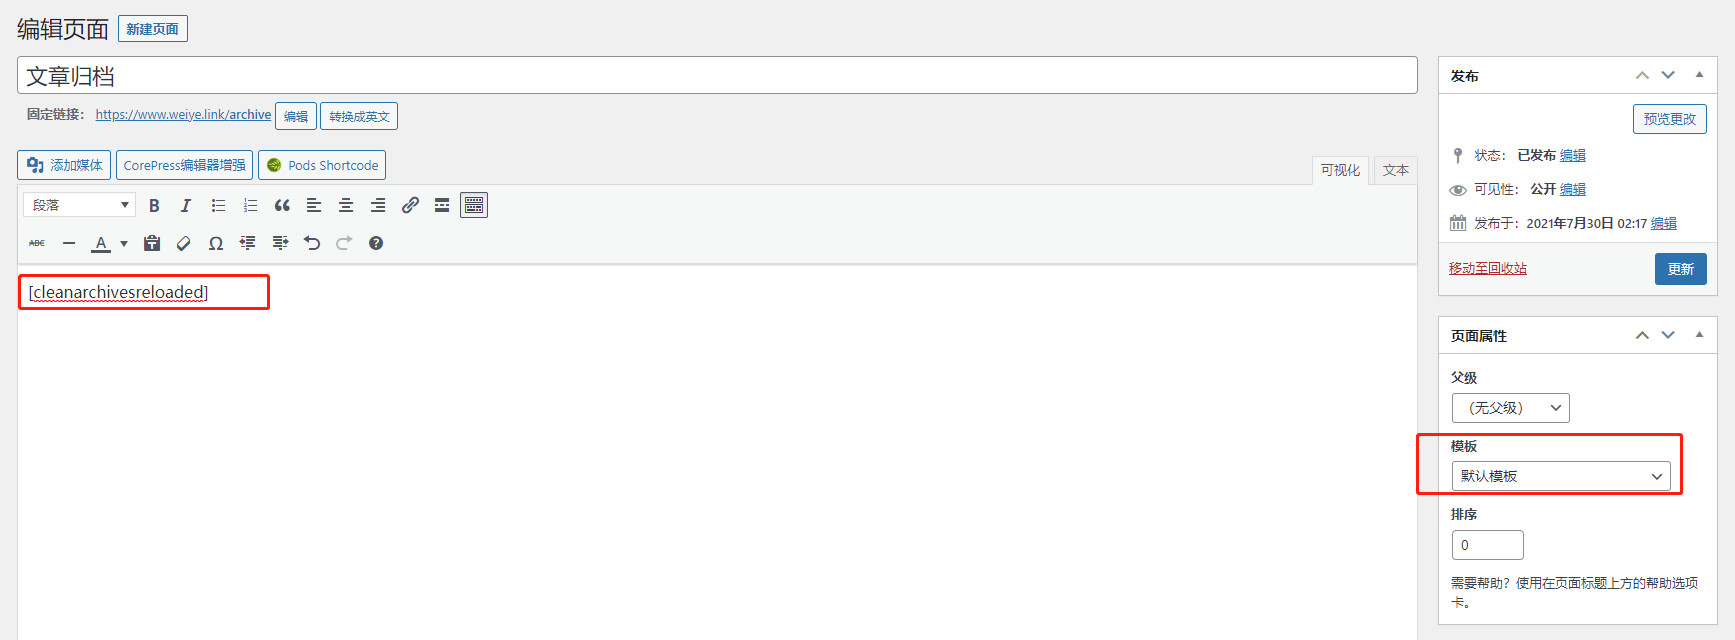 编辑页面 新建页面
文章归档
固定链接： https://www.weiye.link/archive 编辑 转换成英文
添加媒体 CorePress编辑器增强 Pods Shortcode 可视化 文本
段落 B I
ABC A Ω
[cleanarchivesreloaded]
发布
预览更改
状态： 已发布 编辑
可见性： 公开 编辑
发布于：2021年7月30日 02:17 编辑
移动至回收站 更新
页面属性
父级
（无父级）
模板
默认模板
排序
0
需要帮助？使用在页面标题上方的帮助选项
卡。